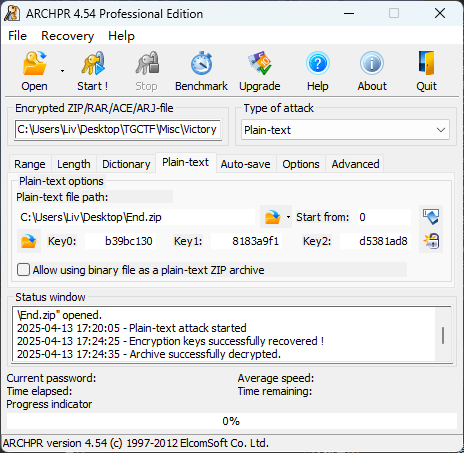 ARCHPR 4.54 Professional Edition
File Recovery Help
Open Start ! Stop Benchmark Upgrade Help About Quit
Encrypted ZIP/RAR/ACE/ARJ-file
C:\Users\Liv\Desktop\TGCTF\Misc\Victory
Type of attack
Plain-text
Range Length Dictionary Plain-text Auto-save Options Advanced
Plain-text options
Plain-text file path:
C:\Users\Liv\Desktop\End.zip Start from: 0
Key0: b39bc130 Key1: 8183a9f1 Key2: d5381ad8
Allow using binary file as a plain-text ZIP archive
Status window
\End.zip" opened.
2025-04-13 17:20:05 - Plain-text attack started
2025-04-13 17:24:25 - Encryption keys successfully recovered !
2025-04-13 17:24:35 - Archive successfully decrypted.
Current password: Average speed:
Time elapsed: Time remaining:
Progress indicator
0%
ARCHPR version 4.54 (c) 1997-2012 ElcomSoft Co. Ltd.